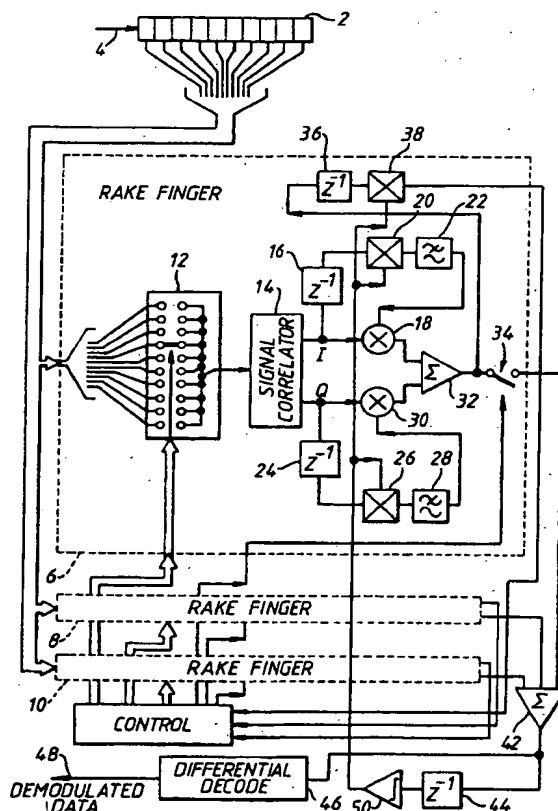 2
4
RAKE FINGER
36
Z⁻¹
38
20
22
12
16
Z⁻¹
14
SIGNAL CORRELATOR
I
18
Q
34
Σ
32
30
24
Z⁻¹
26
28
6
RAKE FINGER
8
RAKE FINGER
10
CONTROL
Σ
42
48
DEMODULATED DATA
DIFFERENTIAL DECODE
46
50
Z⁻¹
44